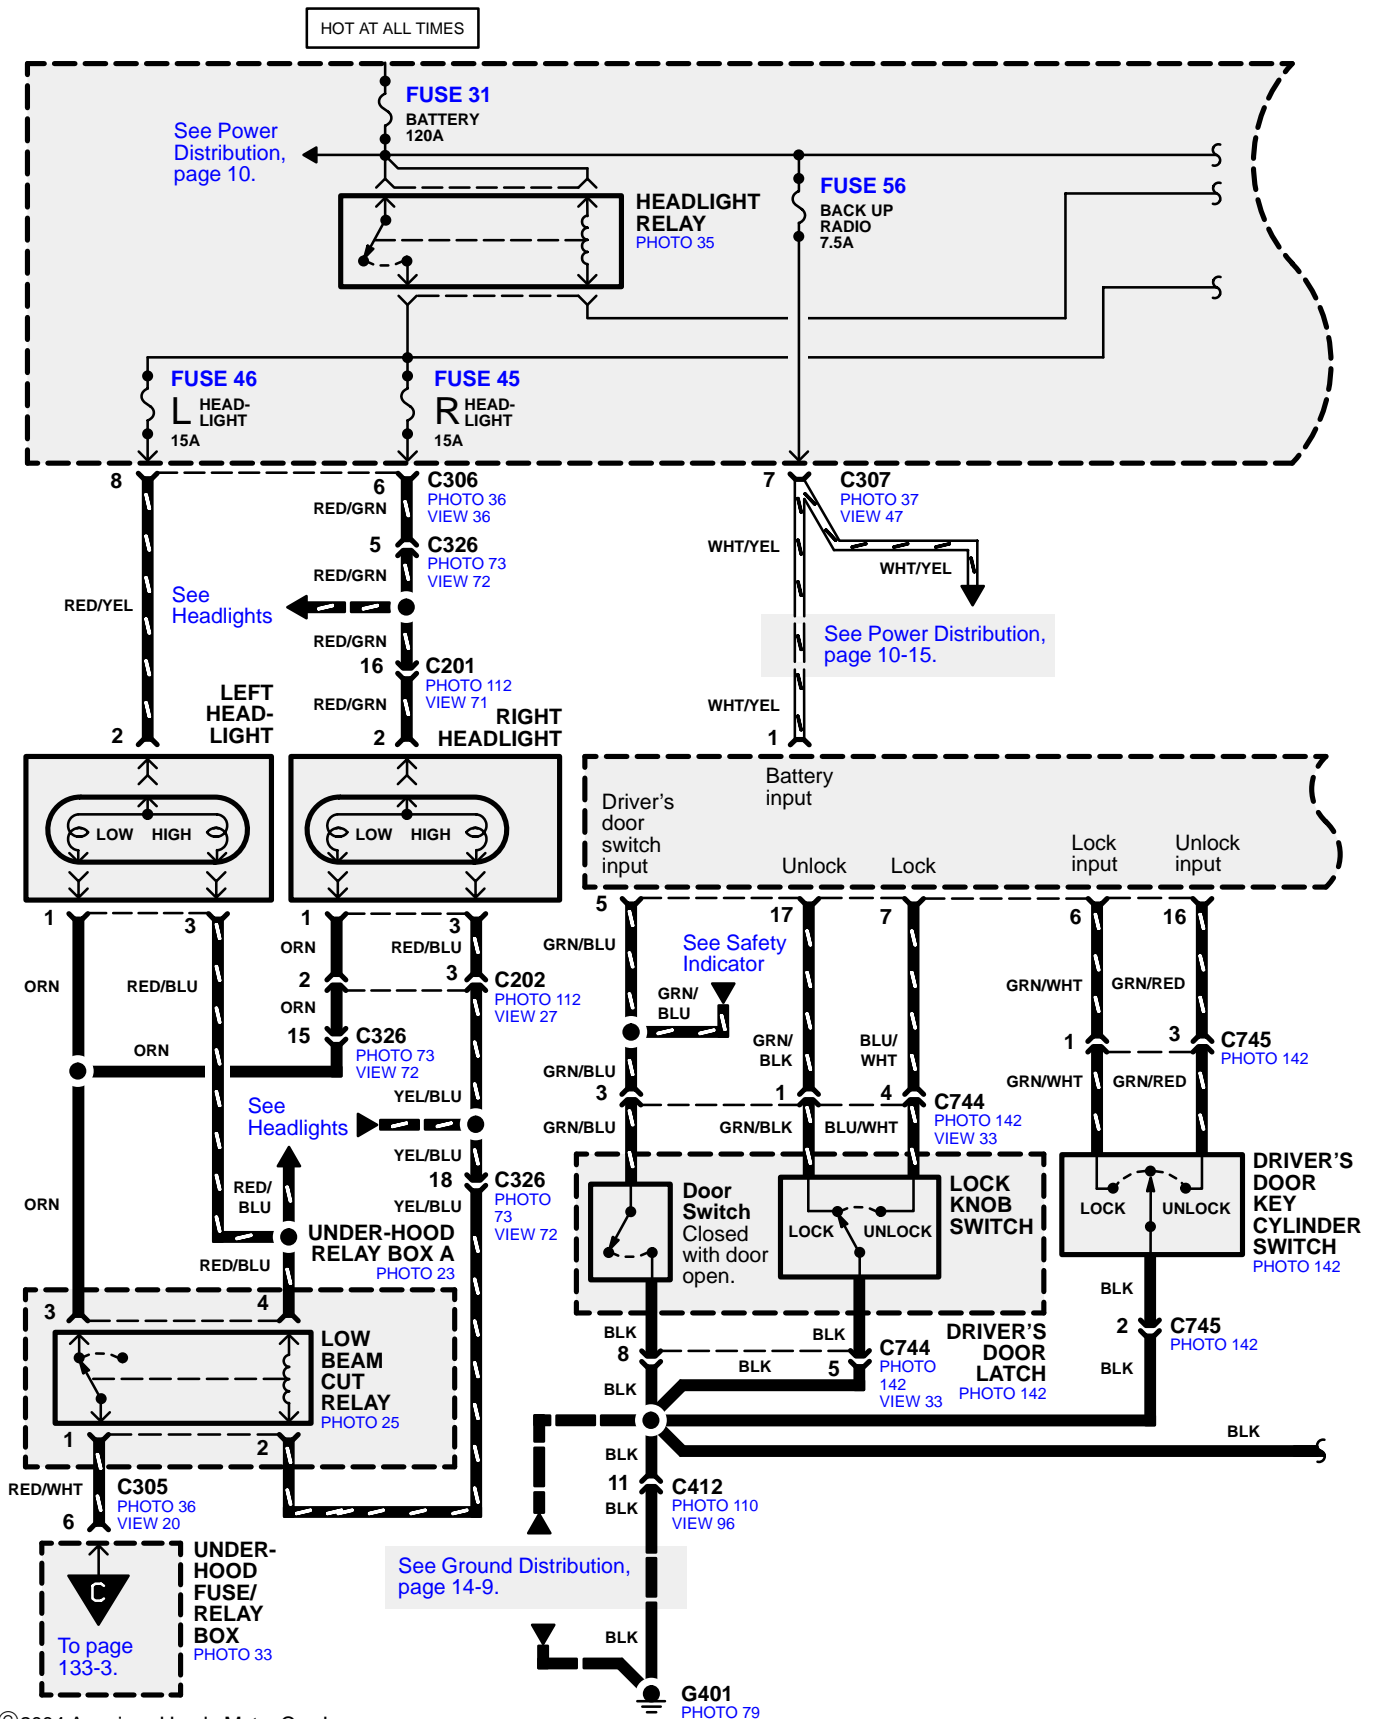 HOT AT ALL TIMES
FUSE 31
BATTERY
120A
See Power
Distribution,
page 10.
HEADLIGHT
RELAY
PHOTO 35
FUSE 56
BACK UP
RADIO
7.5A
FUSE 46
L HEAD-
LIGHT
15A
FUSE 45
R HEAD-
LIGHT
15A
8
6
C306
PHOTO 36
VIEW 36
7
C307
PHOTO 37
VIEW 47
RED/GRN
5
C326
PHOTO 73
VIEW 72
WHT/YEL
WHT/YEL
RED/GRN
RED/YEL
See
Headlights
RED/GRN
See Power Distribution,
page 10-15.
16
C201
PHOTO 112
VIEW 71
RED/GRN
WHT/YEL
LEFT
HEAD-
LIGHT
2
RIGHT
HEADLIGHT
2
1
LOW HIGH
LOW HIGH
Battery
input
Driver's
door
switch
input
Unlock
Lock
Lock
input
Unlock
input
1
3
1
3
5
17
7
6
16
ORN
RED/BLU
ORN
RED/BLU
GRN/BLU
See Safety
Indicator
GRN/
BLU
GRN/WHT
GRN/RED
2
3
C202
PHOTO 112
VIEW 27
ORN
15
C326
PHOTO 73
VIEW 72
ORN
GRN/
BLK
BLU/
WHT
1
3
C745
PHOTO 142
GRN/BLU
GRN/WHT
GRN/RED
YEL/BLU
3
1
4
C744
PHOTO 142
VIEW 33
See
Headlights
GRN/BLU
GRN/BLK
BLU/WHT
YEL/BLU
18
C326
PHOTO
73
VIEW 72
YEL/BLU
ORN
RED/
BLU
Door
Switch
Closed
with door
open.
LOCK
KNOB
SWITCH
LOCK UNLOCK
LOCK UNLOCK
DRIVER'S
DOOR
KEY
CYLINDER
SWITCH
PHOTO 142
UNDER-HOOD
RELAY BOX A
PHOTO 23
RED/BLU
3
4
LOW
BEAM
CUT
RELAY
PHOTO 25
BLK
2
C745
PHOTO 142
BLK
BLK
BLK
DRIVER'S
DOOR
LATCH
PHOTO 142
8
BLK
5
C744
PHOTO
142
VIEW 33
BLK
1
2
BLK
BLK
RED/WHT
C305
PHOTO 36
VIEW 20
6
11
C412
PHOTO 110
VIEW 96
BLK
UNDER-
HOOD
FUSE/
RELAY
BOX
PHOTO 33
C
To page
133-3.
See Ground Distribution,
page 14-9.
BLK
G401
PHOTO 79